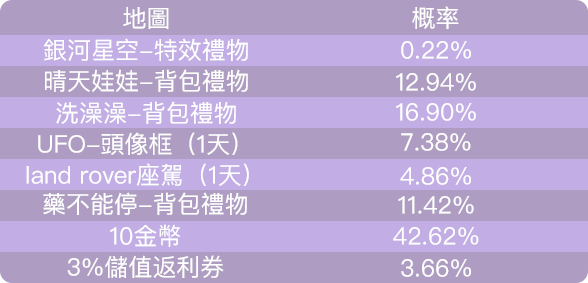 地圖 概率
銀河星空-特效禮物 0.22%
晴天娃娃-背包禮物 12.94%
洗澡澡-背包禮物 16.90%
UFO-頭像框（1天） 7.38%
land rover座駕（1天） 4.86%
藥不能停-背包禮物 11.42%
10金幣 42.62%
3%儲值返利券 3.66%